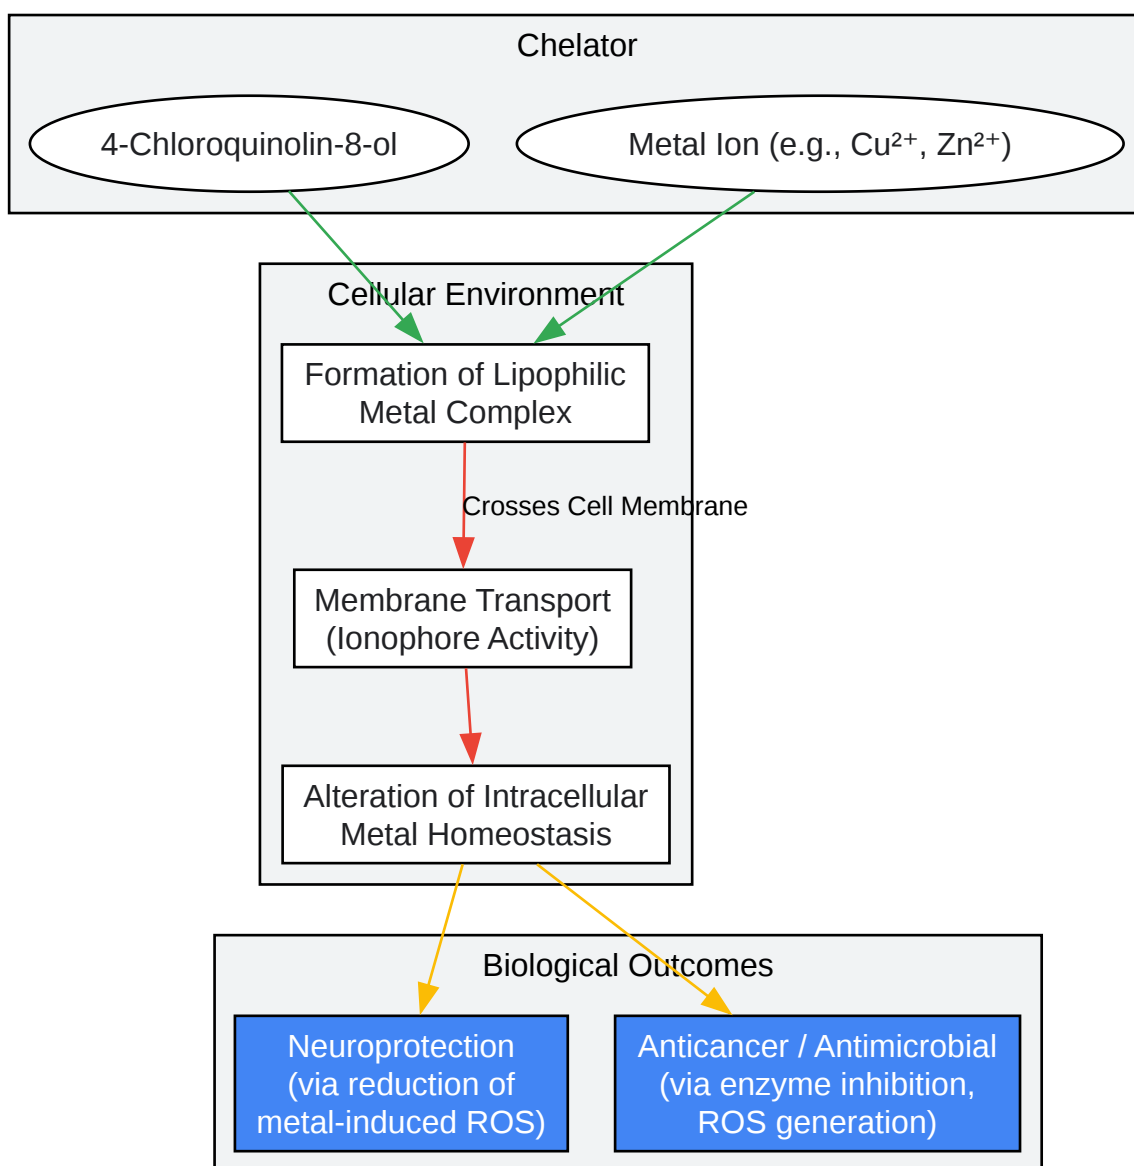 Chelator
4-Chloroquinolin-8-ol
Metal Ion (e.g., Cu²⁺, Zn²⁺)
Cellular Environment
Formation of Lipophilic
Metal Complex
Crosses Cell Membrane
Membrane Transport
(Ionophore Activity)
Alteration of Intracellular
Metal Homeostasis
Biological Outcomes
Neuroprotection
(via reduction of
metal-induced ROS)
Anticancer / Antimicrobial
(via enzyme inhibition,
ROS generation)